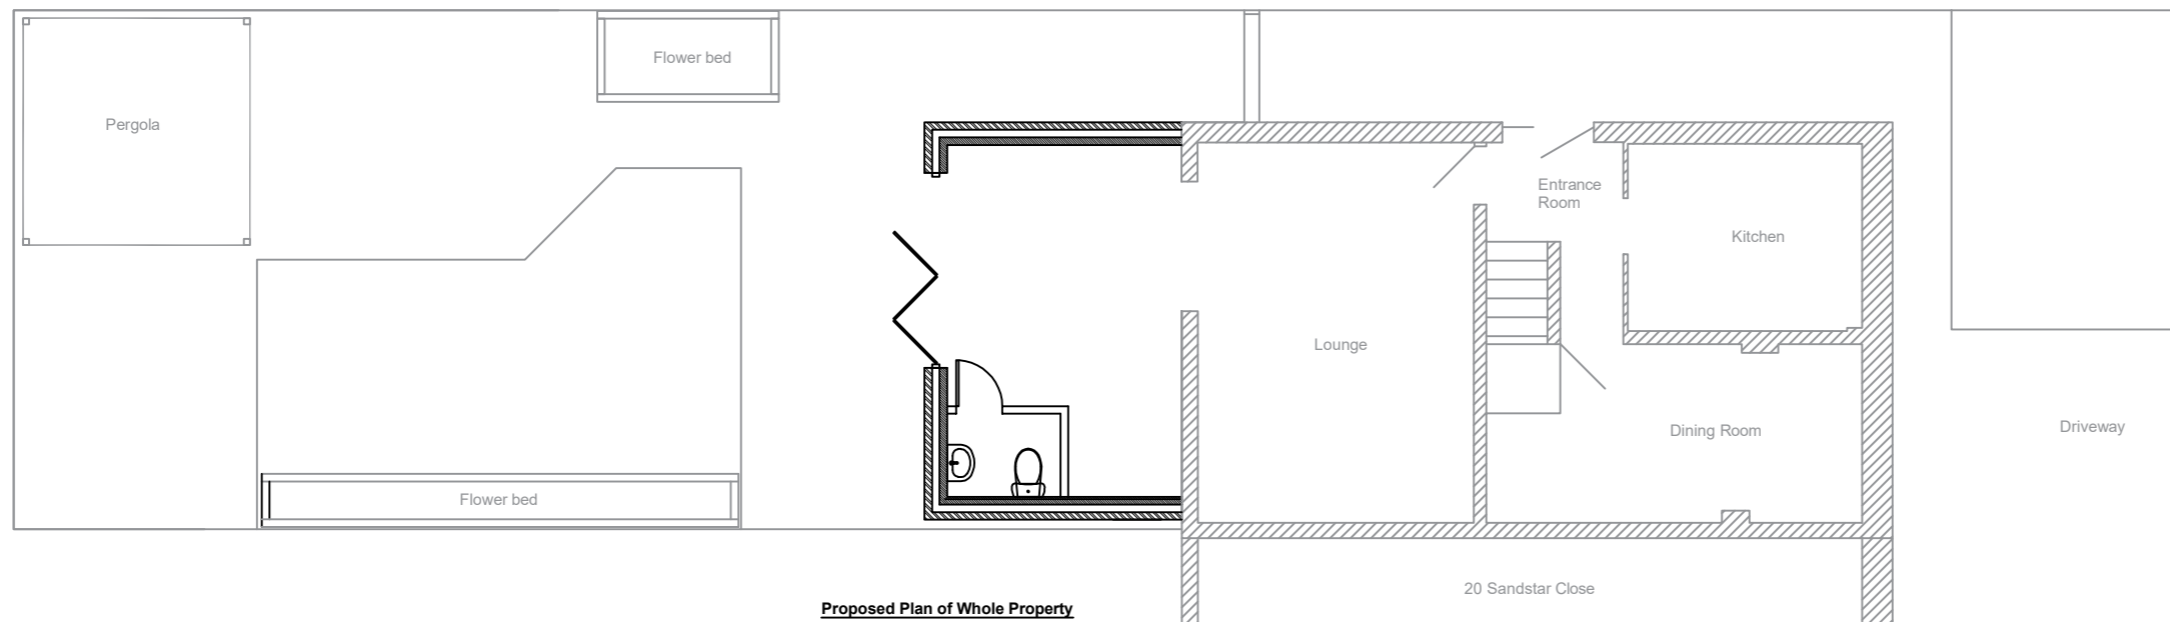 Flower bed
Pergola
Entrance
Room
Kitchen
Lounge
Dining Room
Driveway
Flower bed
20 Sandstar Close
Proposed Plan of Whole Property